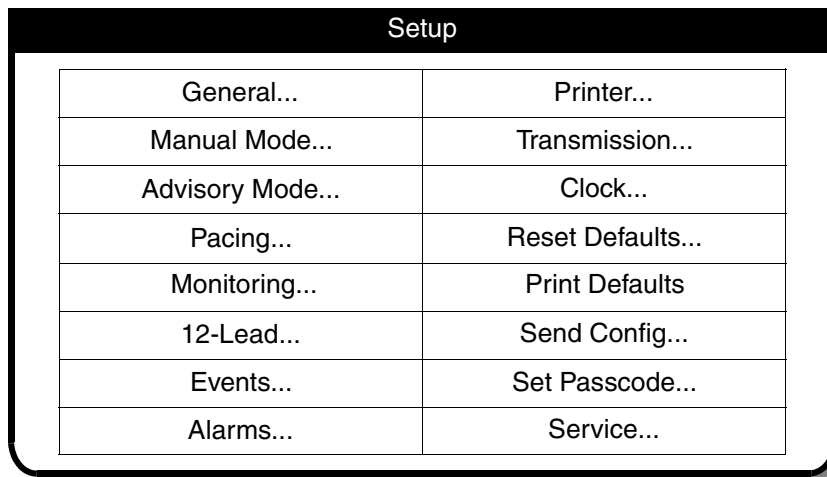 Setup
General... Printer...
Manual Mode... Transmission...
Advisory Mode... Clock...
Pacing... Reset Defaults...
Monitoring... Print Defaults
12-Lead... Send Config...
Events... Set Passcode...
Alarms... Service...